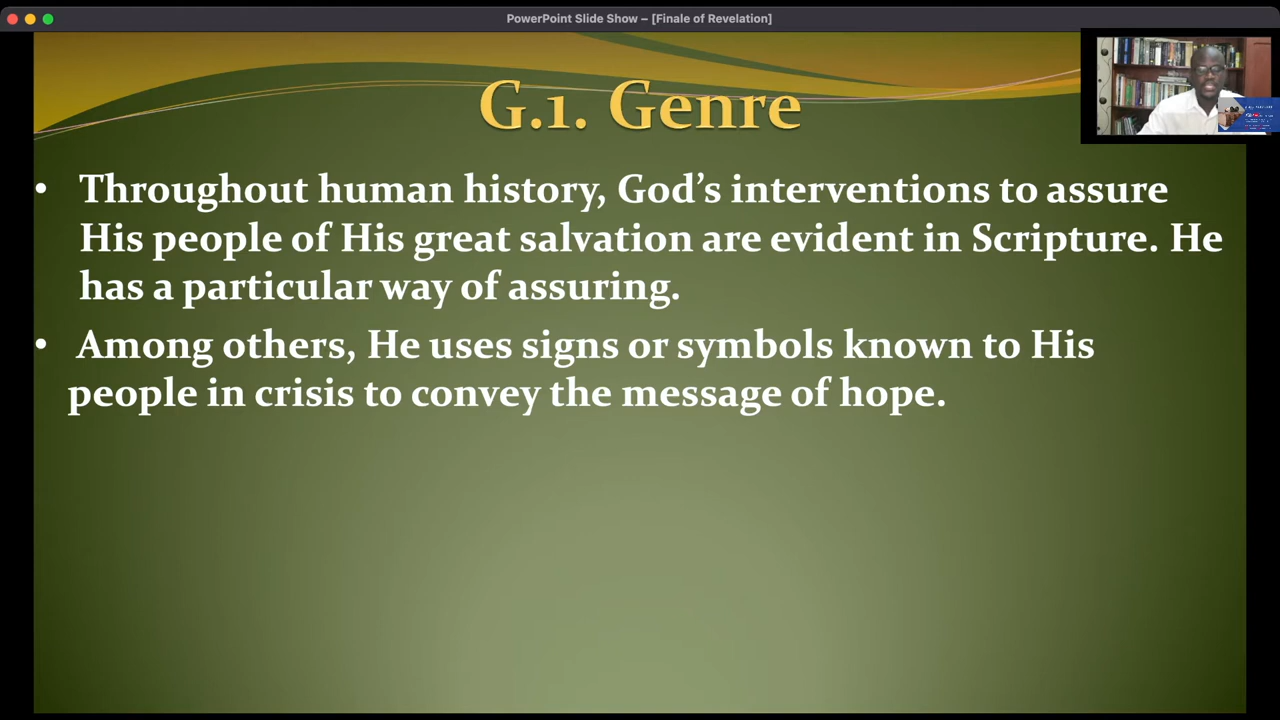 PowerPoint Slide Show – [Finale of Revelation]
G.1. Genre
• Throughout human history, God’s interventions to assure
His people of His great salvation are evident in Scripture. He
has a particular way of assuring.
• Among others, He uses signs or symbols known to His
people in crisis to convey the message of hope.